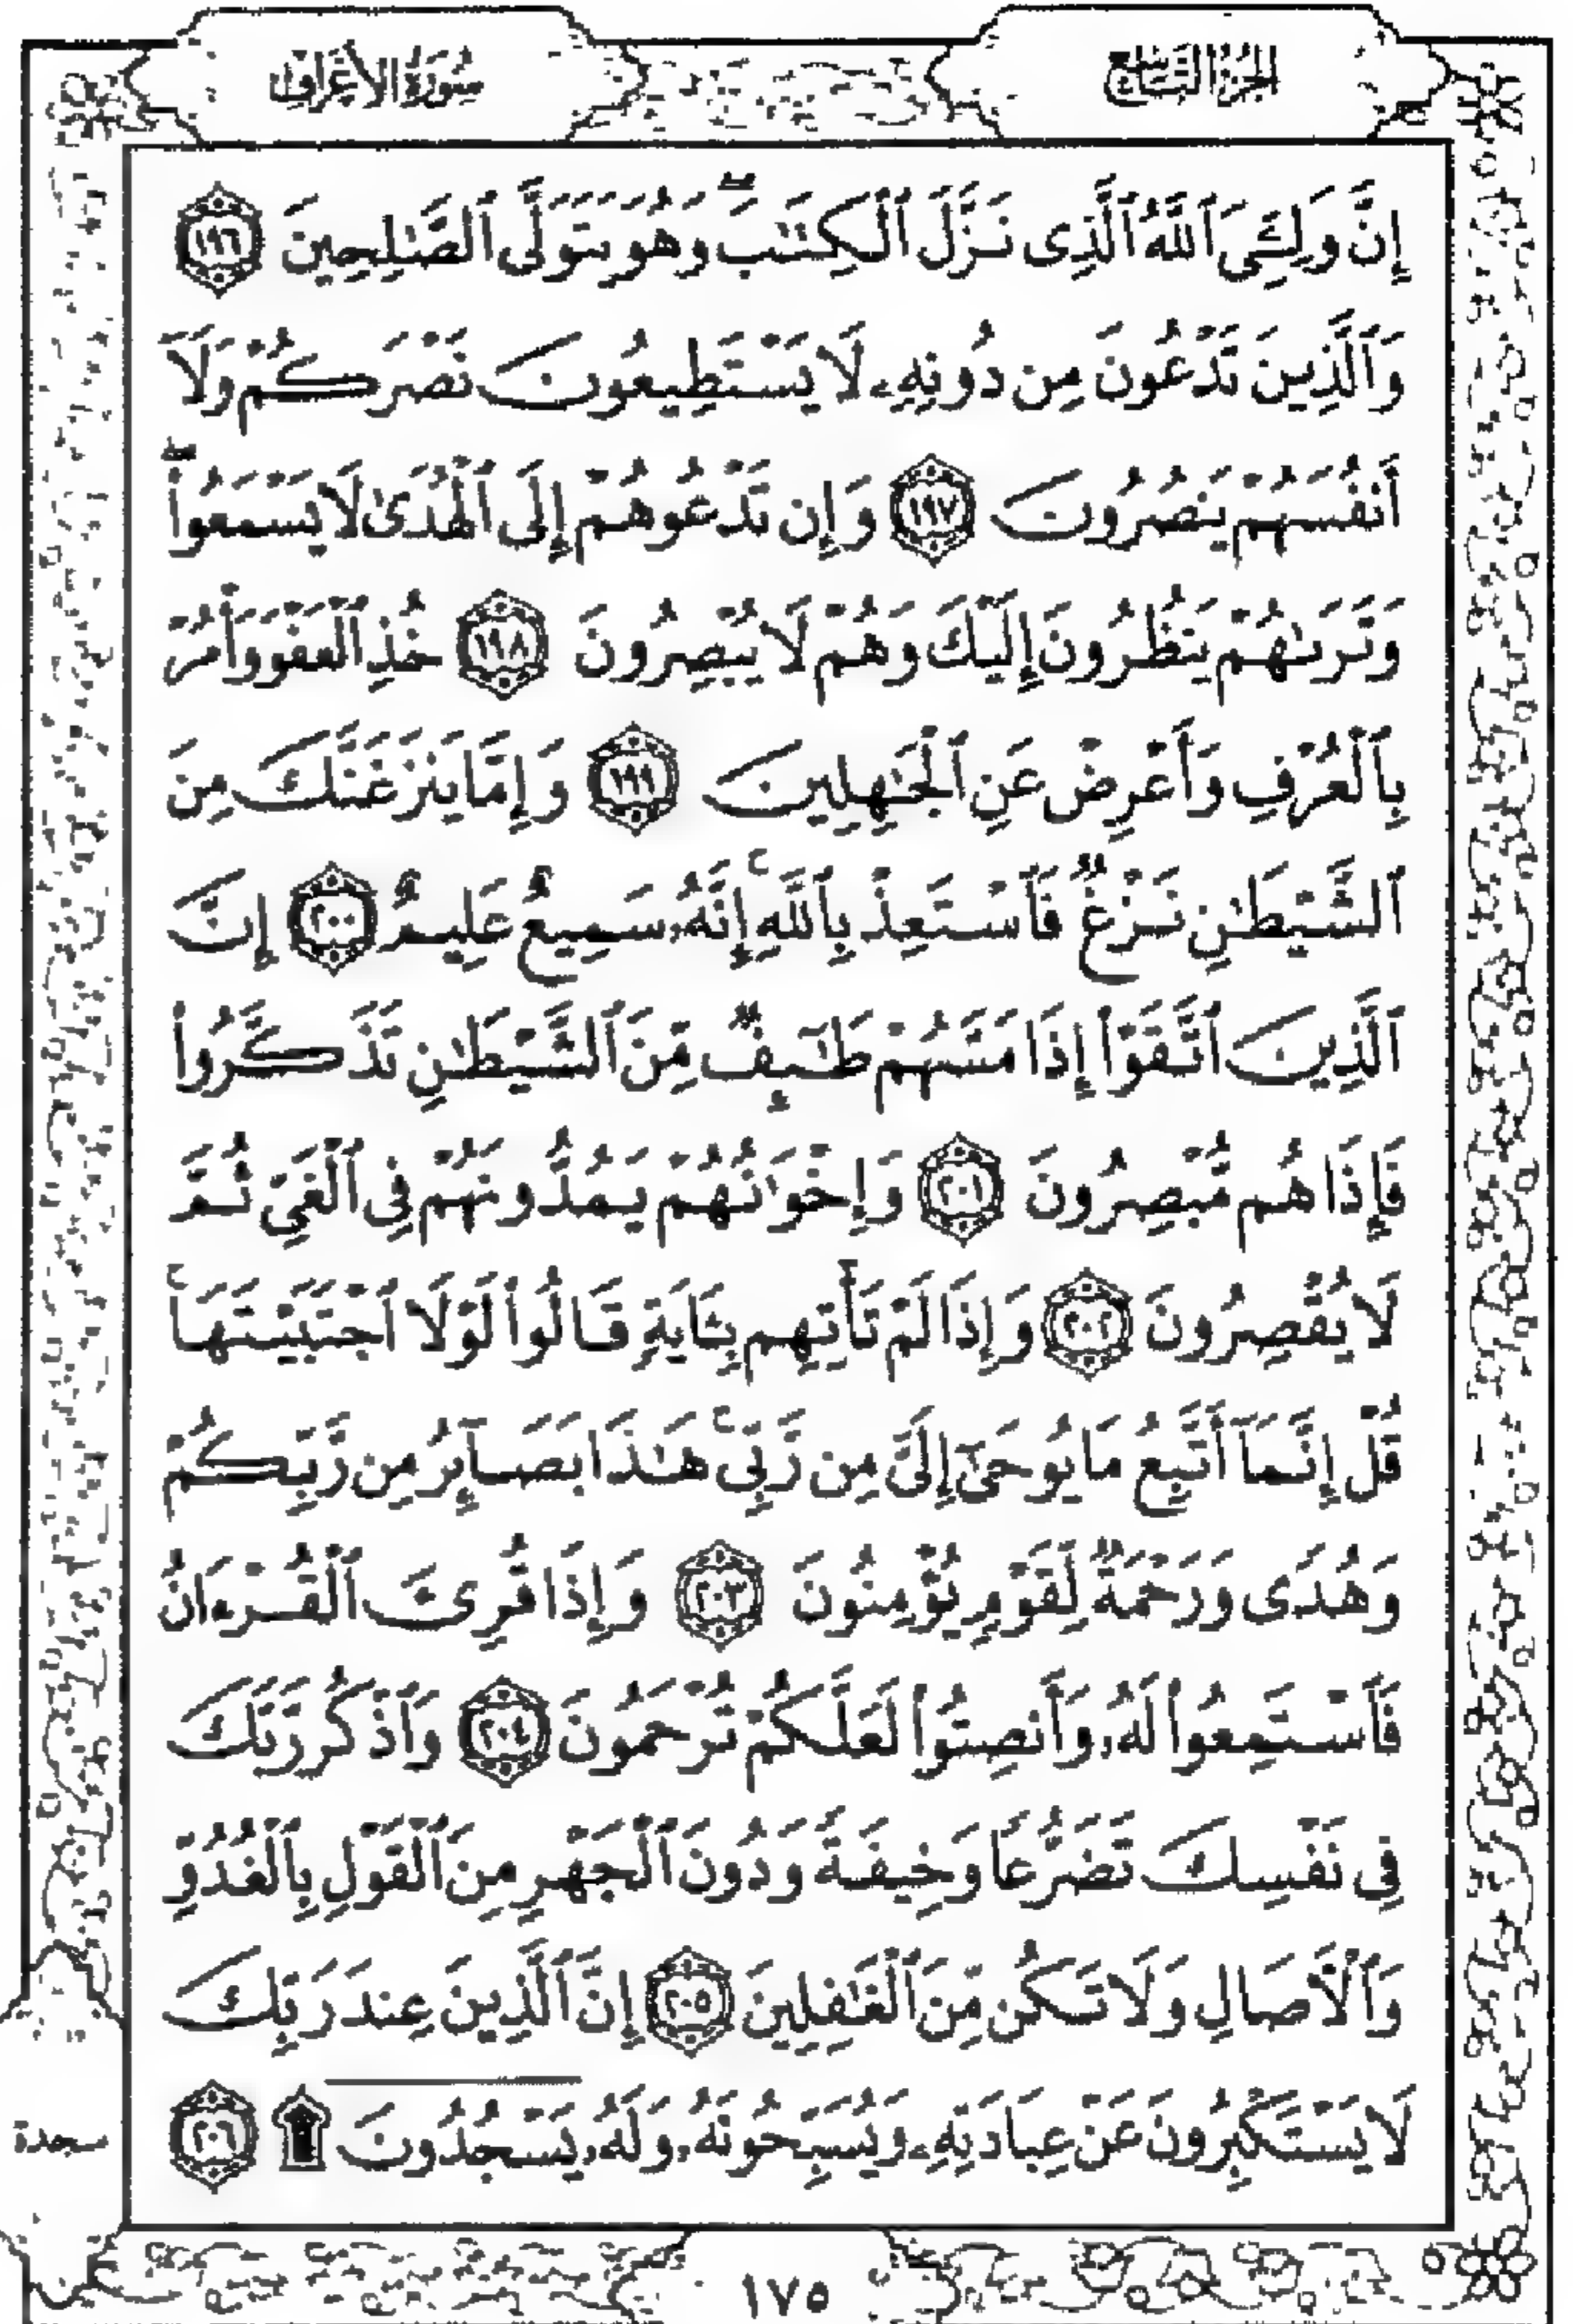 الجزء التاسع
سورة الأعراف
إِنَّ وَلِـِّۧيَ ٱللَّهُ ٱلَّذِى نَزَّلَ ٱلْكِتَـٰبَ ۖ وَهُوَ يَتَوَلَّى ٱلصَّـٰلِحِينَ ١٩٦
وَٱلَّذِينَ تَدْعُونَ مِن دُونِهِۦ لَا يَسْتَطِيعُونَ نَصْرَكُمْ وَلَآ
أَنفُسَهُمْ يَنصُرُونَ ١٩٧ وَإِن تَدْعُوهُمْ إِلَى ٱلْهُدَىٰ لَا يَسْمَعُوا۟ ۖ
وَتَرَىٰهُمْ يَنظُرُونَ إِلَيْكَ وَهُمْ لَا يُبْصِرُونَ ١٩٨ خُذِ ٱلْعَفْوَ وَأْمُرْ
بِٱلْعُرْفِ وَأَعْرِضْ عَنِ ٱلْجَـٰهِلِينَ ١٩٩ وَإِمَّا يَنزَغَنَّكَ مِنَ
ٱلشَّيْطَـٰنِ نَزْغٌ فَٱسْتَعِذْ بِٱللَّهِ ۚ إِنَّهُۥ سَمِيعٌ عَلِيمٌ ٢٠٠ إِنَّ
ٱلَّذِينَ ٱتَّقَوْا۟ إِذَا مَسَّهُمْ طَـٰٓئِفٌ مِّنَ ٱلشَّيْطَـٰنِ تَذَكَّرُوا۟
فَإِذَا هُم مُّبْصِرُونَ ٢٠١ وَإِخْوَٰنُهُمْ يَمُدُّونَهُمْ فِى ٱلْغَىِّ ثُمَّ
لَا يُقْصِرُونَ ٢٠٢ وَإِذَا لَمْ تَأْتِهِم بِـَٔايَةٍ قَالُوا۟ لَوْلَا ٱجْتَبَيْتَهَا ۚ
قُلْ إِنَّمَآ أَتَّبِعُ مَا يُوحَىٰٓ إِلَىَّ مِن رَّبِّى ۚ هَـٰذَا بَصَآئِرُ مِن رَّبِّكُمْ
وَهُدًى وَرَحْمَةٌ لِّقَوْمٍ يُؤْمِنُونَ ٢٠٣ وَإِذَا قُرِئَ ٱلْقُرْءَانُ
فَٱسْتَمِعُوا۟ لَهُۥ وَأَنصِتُوا۟ لَعَلَّكُمْ تُرْحَمُونَ ٢٠٤ وَٱذْكُر رَّبَّكَ
فِى نَفْسِكَ تَضَرُّعًا وَخِيفَةً وَدُونَ ٱلْجَهْرِ مِنَ ٱلْقَوْلِ بِٱلْغُدُوِّ
وَٱلْـَٔاصَالِ وَلَا تَكُن مِّنَ ٱلْغَـٰفِلِينَ ٢٠٥ إِنَّ ٱلَّذِينَ عِندَ رَبِّكَ
لَا يَسْتَكْبِرُونَ عَنْ عِبَادَتِهِۦ وَيُسَبِّحُونَهُۥ وَلَهُۥ يَسْجُدُونَ ۩ ٢٠٦
سجدة
١٧٥